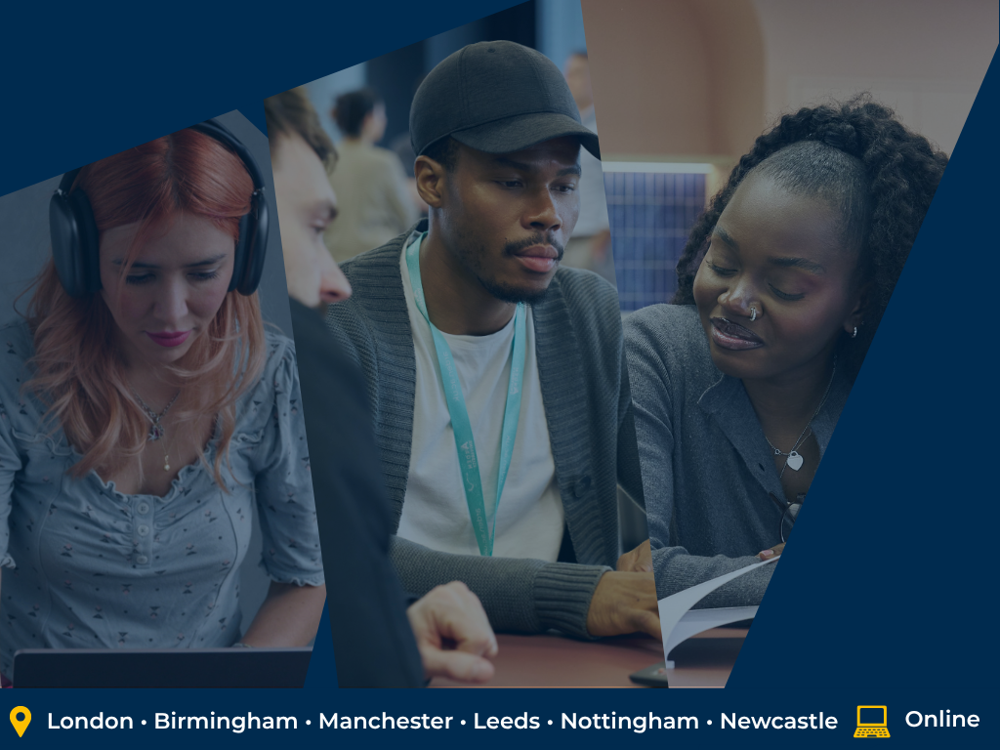 London • Birmingham • Manchester • Leeds • Nottingham • Newcastle Online